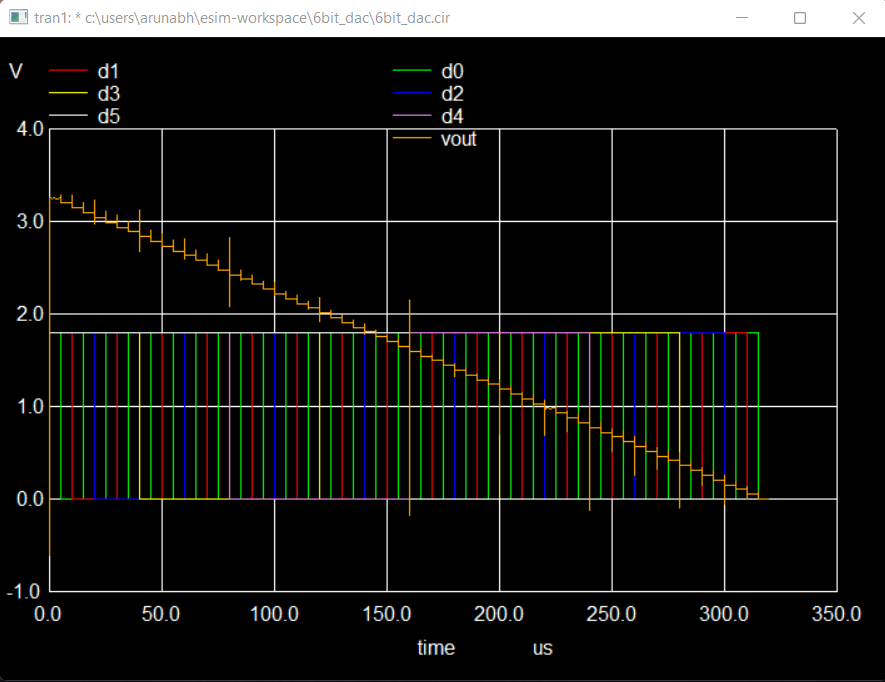 tran1: * c:\users\arunabh\esim-workspace\6bit_dac\6bit_dac.cir
V d1 d0
d3 d2
d5 d4
4.0 vout
3.0
2.0
1.0
0.0
-1.0
0.0 50.0 100.0 150.0 200.0 250.0 300.0 350.0
time us